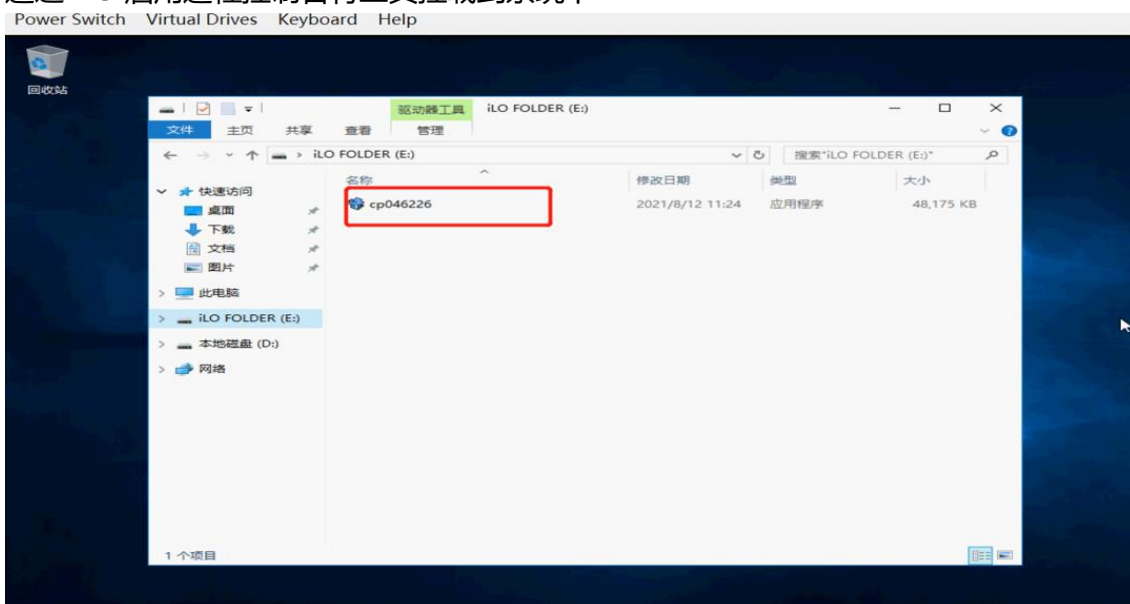 Power Switch Virtual Drives Keyboard Help
回收站
驱动器工具 iLO FOLDER (E:)
文件 主页 共享 查看 管理
iLO FOLDER (E:) 搜索"iLO FOLDER (E:)"
名称 修改日期 类型 大小
cp046226 2021/8/12 11:24 应用程序 48,175 KB
快速访问
桌面
下载
文档
图片
此电脑
iLO FOLDER (E:)
本地磁盘 (D:)
网络
1 个项目